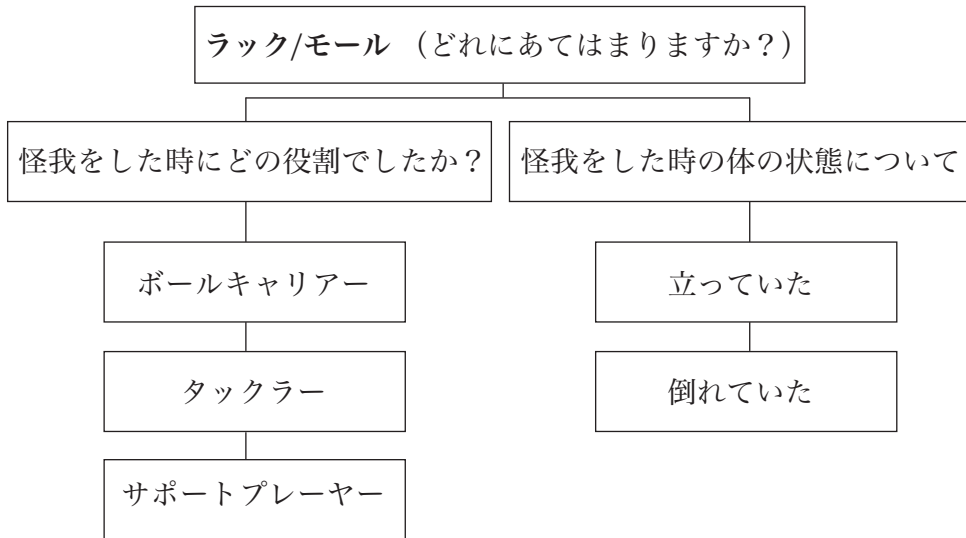 ラック/モール （どれにあてはまりますか？）
怪我をした時にどの役割でしたか？
怪我をした時の体の状態について
ボールキャリアー
立っていた
タックラー
倒れていた
サポートプレーヤー